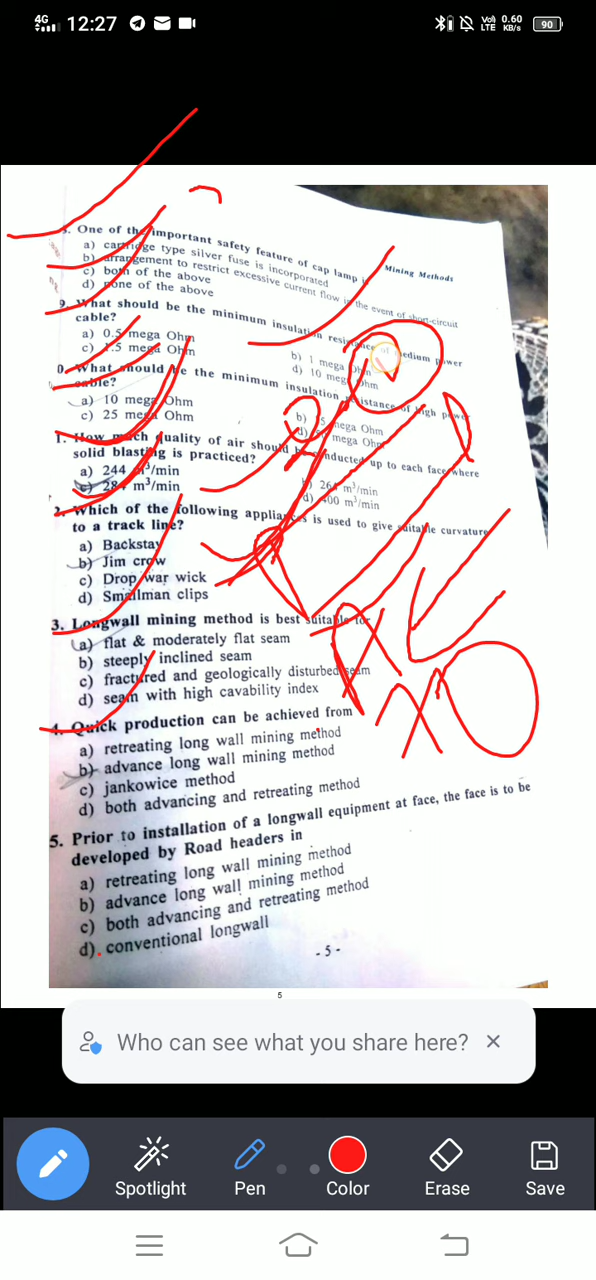 4G 12:27 Vo) LTE 0.60 KB/s 90
Mining Methods
8. One of the important safety feature of cap lamp
a) cartridge type silver fuse is incorporated
b) arrangement to restrict excessive current flow in the event of short-circuit
c) both of the above
d) none of the above
9. What should be the minimum insulation resistance of medium power
cable?
a) 0.5 mega Ohm b) 1 mega Ohm
c) 1.5 mega Ohm d) 10 mega Ohm
0. What should be the minimum insulation resistance of high power
cable?
a) 10 mega Ohm b) mega Ohm
c) 25 mega Ohm d) mega Ohm
1. How much quality of air should be conducted up to each face where
solid blasting is practiced?
a) 244 m³/min b) 264 m³/min
c) 284 m³/min d) 400 m³/min
2. Which of the following appliances is used to give suitable curvature
to a track line?
a) Backstay
b) Jim crow
c) Drop war wick
d) Smallman clips
3. Longwall mining method is best suitable for
a) flat & moderately flat seam
b) steeply inclined seam
c) fractured and geologically disturbed seam
d) seam with high cavability index
4. Quick production can be achieved from
a) retreating long wall mining method
b) advance long wall mining method
c) jankowice method
d) both advancing and retreating method
5. Prior to installation of a longwall equipment at face, the face is to be
developed by Road headers in
a) retreating long wall mining method
b) advance long wall mining method
c) both advancing and retreating method
d). conventional longwall
- 5 -
5
Who can see what you share here? ×
Spotlight Pen Color Erase Save